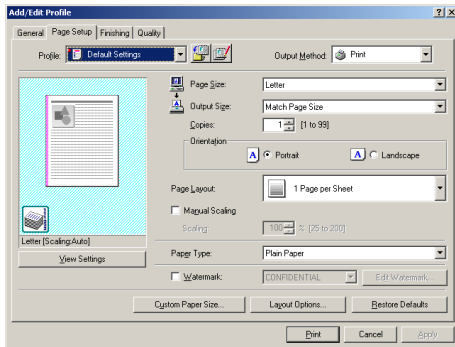 Add/Edit Profile
General Page Setup Finishing Quality
Profile: Default Settings Output Method: Print
Page Size: Letter
Output Size: Match Page Size
Copies: 1 [1 to 99]
Orientation
A Portrait A Landscape
Page Layout: 1 Page per Sheet
Manual Scaling
Scaling: 100 % [25 to 200]
Letter [Scaling:Auto]
View Settings
Paper Type: Plain Paper
Watermark: CONFIDENTIAL Edit Watermark...
Custom Paper Size... Layout Options... Restore Defaults
Print Cancel Apply